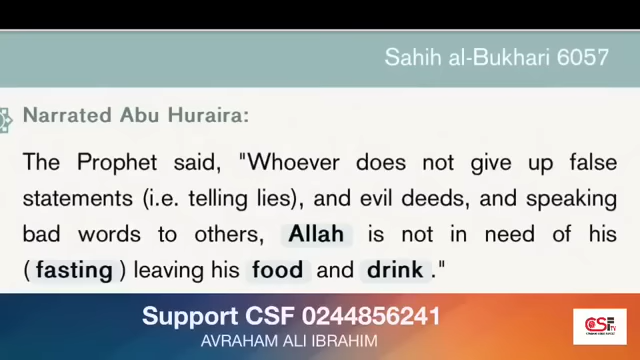 Sahih al-Bukhari 6057
Narrated Abu Huraira:
The Prophet said, "Whoever does not give up false
statements (i.e. telling lies), and evil deeds, and speaking
bad words to others, Allah is not in need of his
( fasting ) leaving his food and drink ."
Support CSF 0244856241
AVRAHAM ALI IBRAHIM